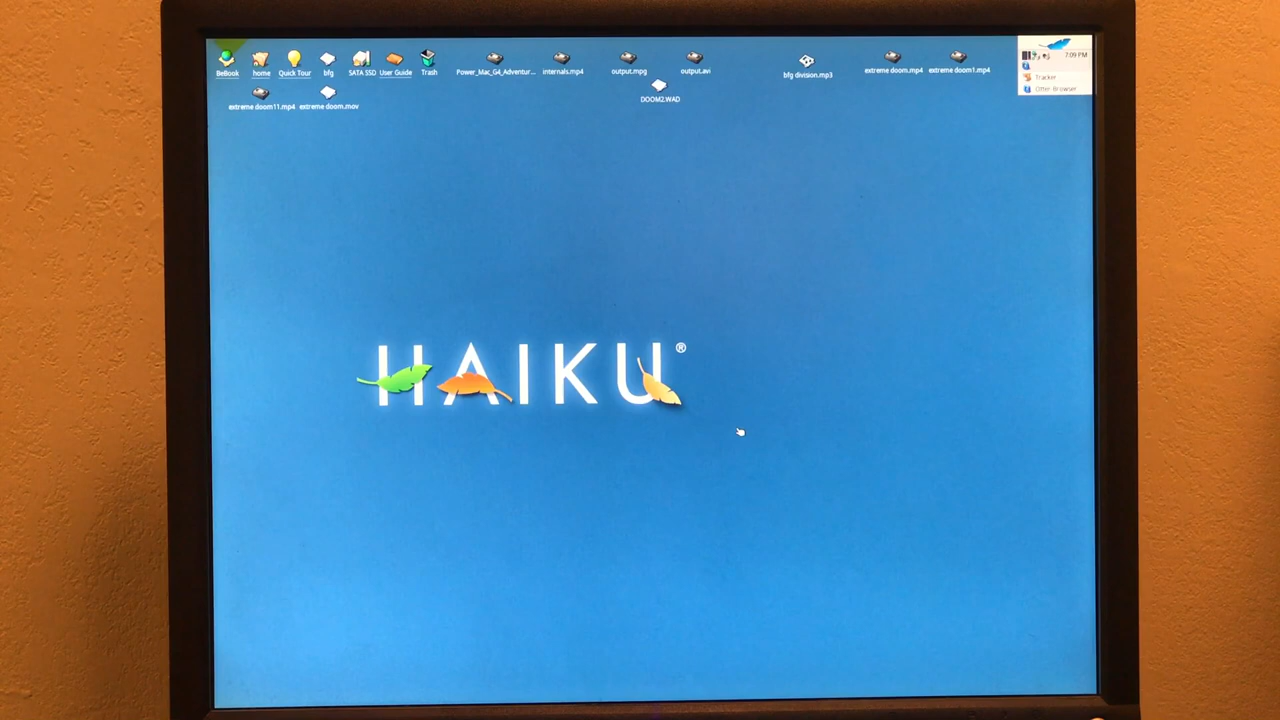 BeBook home Quick Tour bfg SATA SSD User Guide Trash Power_Mac_G4_Adventur... internals.mp4 output.mpg output.avi bfg division.mp3 extreme doom.mp4 extreme doom1.mp4
7:09 PM
Tracker
Otter Browser
extreme doom11.mp4 extreme doom.mov DOOM2.WAD
HAIKU®